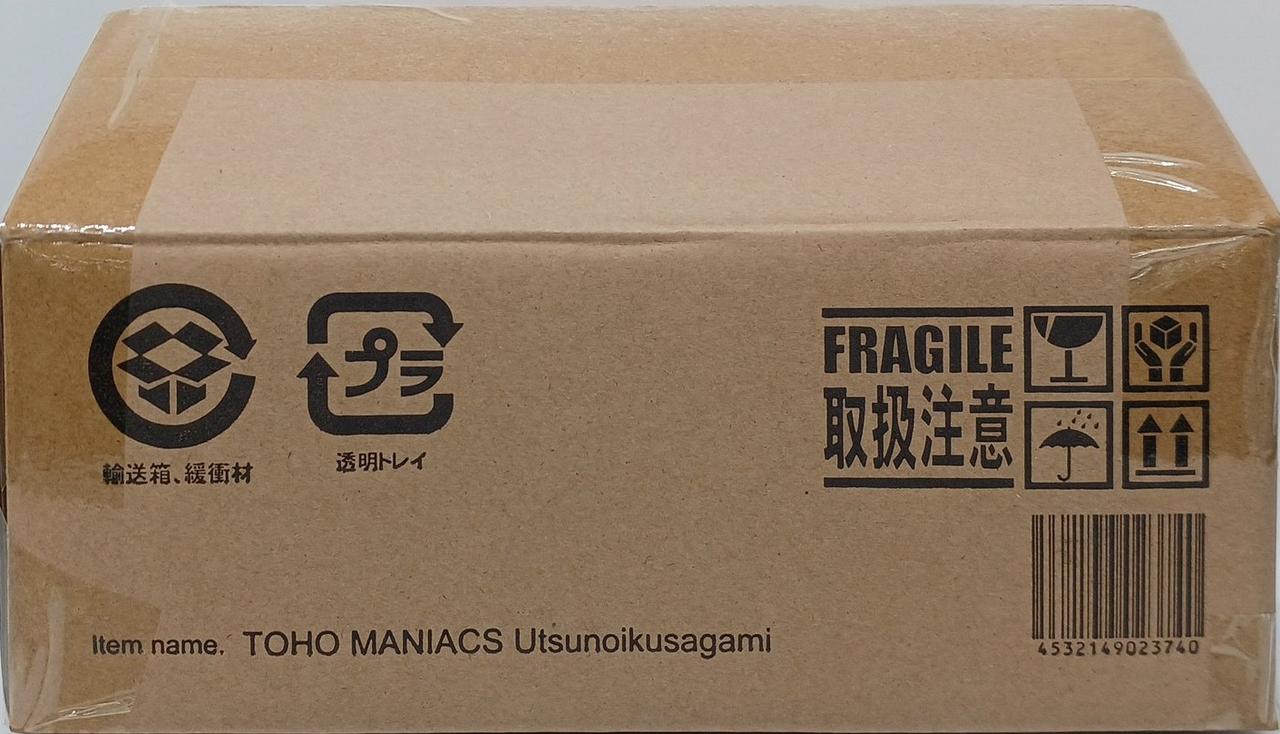 プラ
輸送箱、緩衝材
透明トレイ
FRAGILE
取扱注意
4532149023740
Item name. TOHO MANIACS Utsunoikusagami